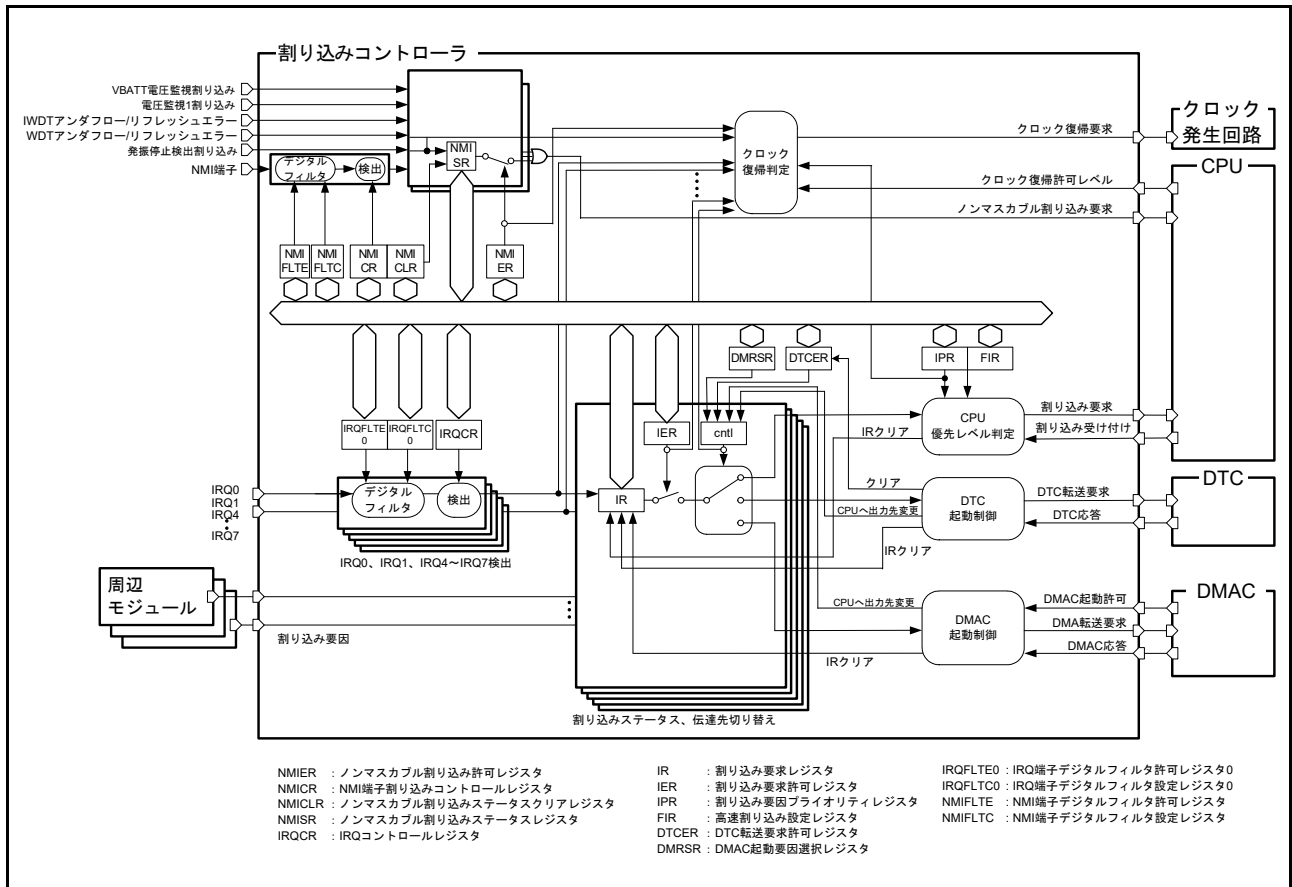 割り込みコントローラ
VBATT電圧監視割り込み
電圧監視1割り込み
IWDTアンダフロー/リフレッシュエラー
WDTアンダフロー/リフレッシュエラー
発振停止検出割り込み
NMI端子
デジタル
フィルタ
検出
NMI
SR
クロック
復帰判定
クロック復帰要求
クロック復帰許可レベル
ノンマスカブル割り込み要求
クロック
発生回路
CPU
NMI
FLTE
NMI
FLTC
NMI
CR
NMI
CLR
NMI
ER
DMRSR
DTCER
IPR
FIR
IRQFLTE
0
IRQFLTC
0
IRQCR
IER
cntl
CPU
優先レベル判定
割り込み要求
割り込み受け付け
IRクリア
IRQ0
IRQ1
IRQ4
IRQ7
デジタル
フィルタ
検出
IRQ0、IRQ1、IRQ4～IRQ7検出
IR
クリア
CPUへ出力先変更
IRクリア
DTC
起動制御
DTC転送要求
DTC応答
DTC
周辺
モジュール
割り込み要因
CPUへ出力先変更
IRクリア
DMAC
起動制御
DMAC起動許可
DMA転送要求
DMAC応答
DMAC
割り込みステータス、伝達先切り替え
NMIER : ノンマスカブル割り込み許可レジスタ
NMICR : NMI端子割り込みコントロールレジスタ
NMICLR : ノンマスカブル割り込みステータスクリアレジスタ
NMISR : ノンマスカブル割り込みステータスレジスタ
IRQCR : IRQコントロールレジスタ
IR : 割り込み要求レジスタ
IER : 割り込み要求許可レジスタ
IPR : 割り込み要因プライオリティレジスタ
FIR : 高速割り込み設定レジスタ
DTCER : DTC転送要求許可レジスタ
DMRSR : DMAC起動要因選択レジスタ
IRQFLTE0 : IRQ端子デジタルフィルタ許可レジスタ0
IRQFLTC0 : IRQ端子デジタルフィルタ設定レジスタ0
NMIFLTE : NMI端子デジタルフィルタ許可レジスタ
NMIFLTC : NMI端子デジタルフィルタ設定レジスタ